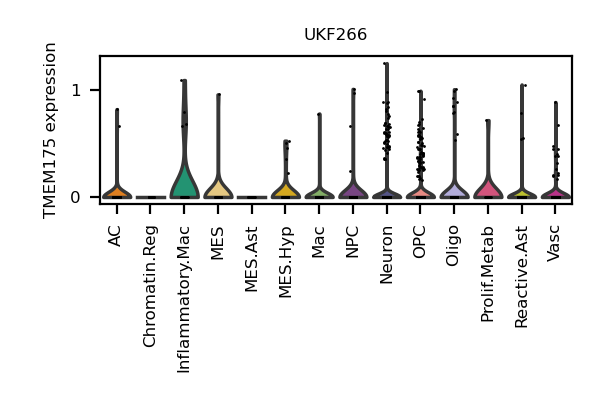 UKF266
TMEM175 expression
1
0
AC
Chromatin.Reg
Inflammatory.Mac
MES
MES.Ast
MES.Hyp
Mac
NPC
Neuron
OPC
Oligo
Prolif.Metab
Reactive.Ast
Vasc